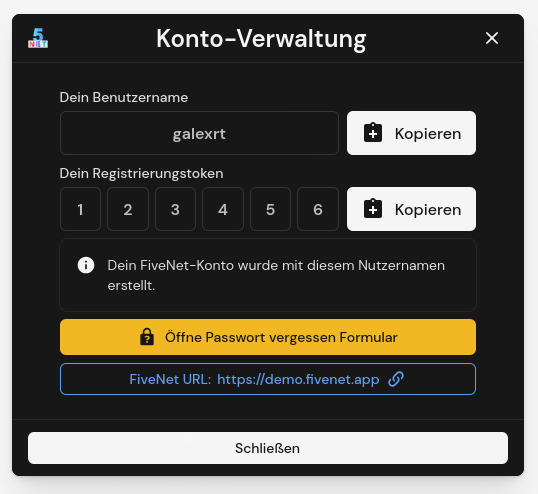 5
NET
Konto-Verwaltung
Dein Benutzername
galexrt
Kopieren
Dein Registrierungstoken
1 2 3 4 5 6
Kopieren
Dein FiveNet-Konto wurde mit diesem Nutzernamen
erstellt.
Öffne Passwort vergessen Formular
FiveNet URL: https://demo.fivenet.app
Schließen